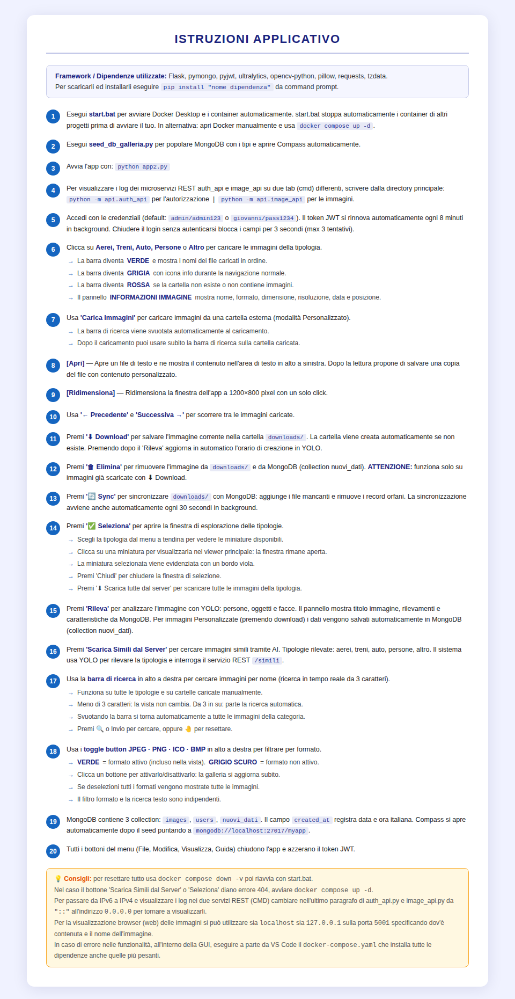 ISTRUZIONI APPLICATIVO
Framework / Dipendenze utilizzate: Flask, pymongo, pyjwt, ultralytics, opencv-python, pillow, requests, tzdata.
Per scaricarli ed installarli eseguire pip install "nome dipendenza" da command prompt.
1 Esegui start.bat per avviare Docker Desktop e i container automaticamente. start.bat stoppa automaticamente i container di altri
progetti prima di avviare il tuo. In alternativa: apri Docker manualmente e usa docker compose up -d.
2 Esegui seed_db_galleria.py per popolare MongoDB con i tipi e aprire Compass automaticamente.
3 Avvia l'app con: python app2.py
4 Per visualizzare i log dei microservizi REST auth_api e image_api su due tab (cmd) differenti, scrivere dalla directory principale:
python -m api.auth_api per l'autorizzazione | python -m api.image_api per le immagini.
5 Accedi con le credenziali (default: admin/admin123 o giovanni/pass1234). Il token JWT si rinnova automaticamente ogni 8 minuti
in background. Chiudere il login senza autenticarsi blocca i campi per 3 secondi (max 3 tentativi).
6 Clicca su Aerei, Treni, Auto, Persone o Altro per caricare le immagini della tipologia.
→ La barra diventa VERDE e mostra i nomi dei file caricati in ordine.
→ La barra diventa GRIGIA con icona info durante la navigazione normale.
→ La barra diventa ROSSA se la cartella non esiste o non contiene immagini.
→ Il pannello INFORMAZIONI IMMAGINE mostra nome, formato, dimensione, risoluzione, data e posizione.
7 Usa 'Carica Immagini' per caricare immagini da una cartella esterna (modalità Personalizzato).
→ La barra di ricerca viene svuotata automaticamente al caricamento.
→ Dopo il caricamento puoi usare subito la barra di ricerca sulla cartella caricata.
8 [Apri] — Apre un file di testo e ne mostra il contenuto nell'area di testo in alto a sinistra. Dopo la lettura propone di salvare una copia
del file con contenuto personalizzato.
9 [Ridimensiona] — Ridimensiona la finestra dell'app a 1200×800 pixel con un solo click.
10 Usa '← Precedente' e 'Successiva →' per scorrere tra le immagini caricate.
11 Premi '⬇ Download' per salvare l'immagine corrente nella cartella downloads/. La cartella viene creata automaticamente se non
esiste. Premendo dopo il 'Rileva' aggiorna in automatico l'orario di creazione in YOLO.
12 Premi '🗑 Elimina' per rimuovere l'immagine da downloads/ e da MongoDB (collection nuovi_dati). ATTENZIONE: funziona solo su
immagini già scaricate con ⬇ Download.
13 Premi '🔄 Sync' per sincronizzare downloads/ con MongoDB: aggiunge i file mancanti e rimuove i record orfani. La sincronizzazione
avviene anche automaticamente ogni 30 secondi in background.
14 Premi '✅ Seleziona' per aprire la finestra di esplorazione delle tipologie.
→ Scegli la tipologia dal menu a tendina per vedere le miniature disponibili.
→ Clicca su una miniatura per visualizzarla nel viewer principale: la finestra rimane aperta.
→ La miniatura selezionata viene evidenziata con un bordo viola.
→ Premi 'Chiudi' per chiudere la finestra di selezione.
→ Premi '⬇ Scarica tutte dal server' per scaricare tutte le immagini della tipologia.
15 Premi 'Rileva' per analizzare l'immagine con YOLO: persone, oggetti e facce. Il pannello mostra titolo immagine, rilevamenti e
caratteristiche da MongoDB. Per immagini Personalizzate (premendo download) i dati vengono salvati automaticamente in MongoDB
(collection nuovi_dati).
16 Premi 'Scarica Simili dal Server' per cercare immagini simili tramite AI. Tipologie rilevate: aerei, treni, auto, persone, altro. Il sistema
usa YOLO per rilevare la tipologia e interroga il servizio REST /simili.
17 Usa la barra di ricerca in alto a destra per cercare immagini per nome (ricerca in tempo reale da 3 caratteri).
→ Funziona su tutte le tipologie e su cartelle caricate manualmente.
→ Meno di 3 caratteri: la vista non cambia. Da 3 in su: parte la ricerca automatica.
→ Svuotando la barra si torna automaticamente a tutte le immagini della categoria.
→ Premi 🔍 o Invio per cercare, oppure 🤚 per resettare.
18 Usa i toggle button JPEG · PNG · ICO · BMP in alto a destra per filtrare per formato.
→ VERDE = formato attivo (incluso nella vista). GRIGIO SCURO = formato non attivo.
→ Clicca un bottone per attivarlo/disattivarlo: la galleria si aggiorna subito.
→ Se deselezioni tutti i formati vengono mostrate tutte le immagini.
→ Il filtro formato e la ricerca testo sono indipendenti.
19 MongoDB contiene 3 collection: images, users, nuovi_dati. Il campo created_at registra data e ora italiana. Compass si apre
automaticamente dopo il seed puntando a mongodb://localhost:27017/myapp.
20 Tutti i bottoni del menu (File, Modifica, Visualizza, Guida) chiudono l'app e azzerano il token JWT.
💡 Consigli: per resettare tutto usa docker compose down -v poi riavvia con start.bat.
Nel caso il bottone 'Scarica Simili dal Server' o 'Seleziona' diano errore 404, avviare docker compose up -d.
Per passare da IPv6 a IPv4 e visualizzare i log nei due servizi REST (CMD) cambiare nell'ultimo paragrafo di auth_api.py e image_api.py da
"::" all'indirizzo 0.0.0.0 per tornare a visualizzarli.
Per la visualizzazione browser (web) delle immagini si può utilizzare sia localhost sia 127.0.0.1 sulla porta 5001 specificando dov'è
contenuta e il nome dell'immagine.
In caso di errore nelle funzionalità, all'interno della GUI, eseguire a parte da VS Code il docker-compose.yaml che installa tutte le
dipendenze anche quelle più pesanti.